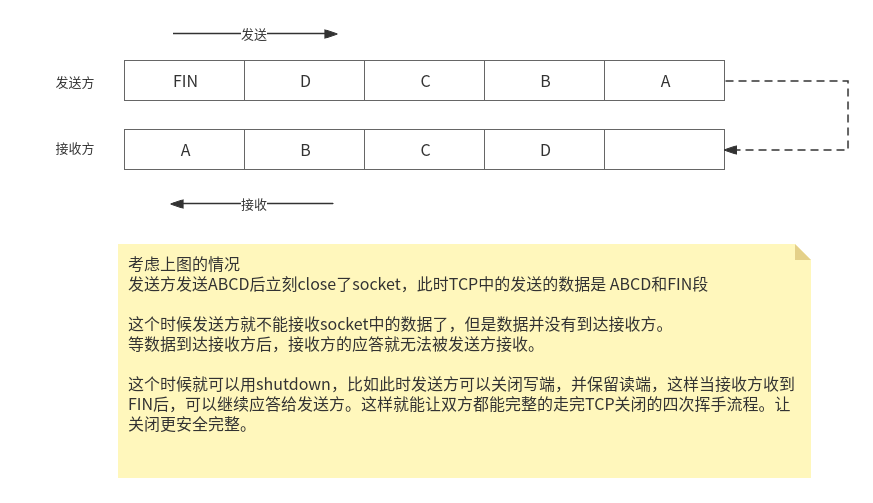 发送
发送方
FIN D C B A
接收方
A B C D
接收
考虑上图的情况
发送方发送ABCD后立刻close了socket，此时TCP中的发送的数据是 ABCD和FIN段
这个时候发送方就不能接收socket中的数据了，但是数据并没有到达接收方。
等数据到达接收方后，接收方的应答就无法被发送方接收。
这个时候就可以用shutdown，比如此时发送方可以关闭写端，并保留读端，这样当接收方收到
FIN后，可以继续应答给发送方。这样就能让双方都能完整的走完TCP关闭的四次挥手流程。让
关闭更安全完整。